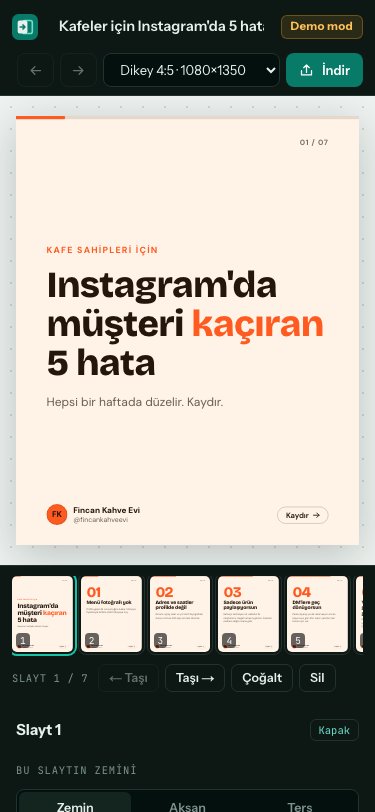 Kafeler için Instagram'da 5 hata
Demo mod
← → Dikey 4:5 · 1080×1350 İndir
01 / 07
KAFE SAHİPLERİ İÇİN
Instagram'da
müşteri kaçıran
5 hata
Hepsi bir haftada düzelir. Kaydır.
FK
Fincan Kahve Evi
@fincankahveevi
Kaydır →
Instagram'da
müşteri kaçıran
5 hata
1
01
Menü fotoğrafı yok
2
02
Adres ve saatler
profilde değil
3
03
Sadece ürün
paylaşıyorsun
4
04
DM'lere geç
dönüyorsun
5
SLAYT 1 / 7
← Taşı
Taşı →
Çoğalt
Sil
Slayt 1
Kapak
BU SLAYTIN ZEMİNİ
Zemin
Aksan
Ters